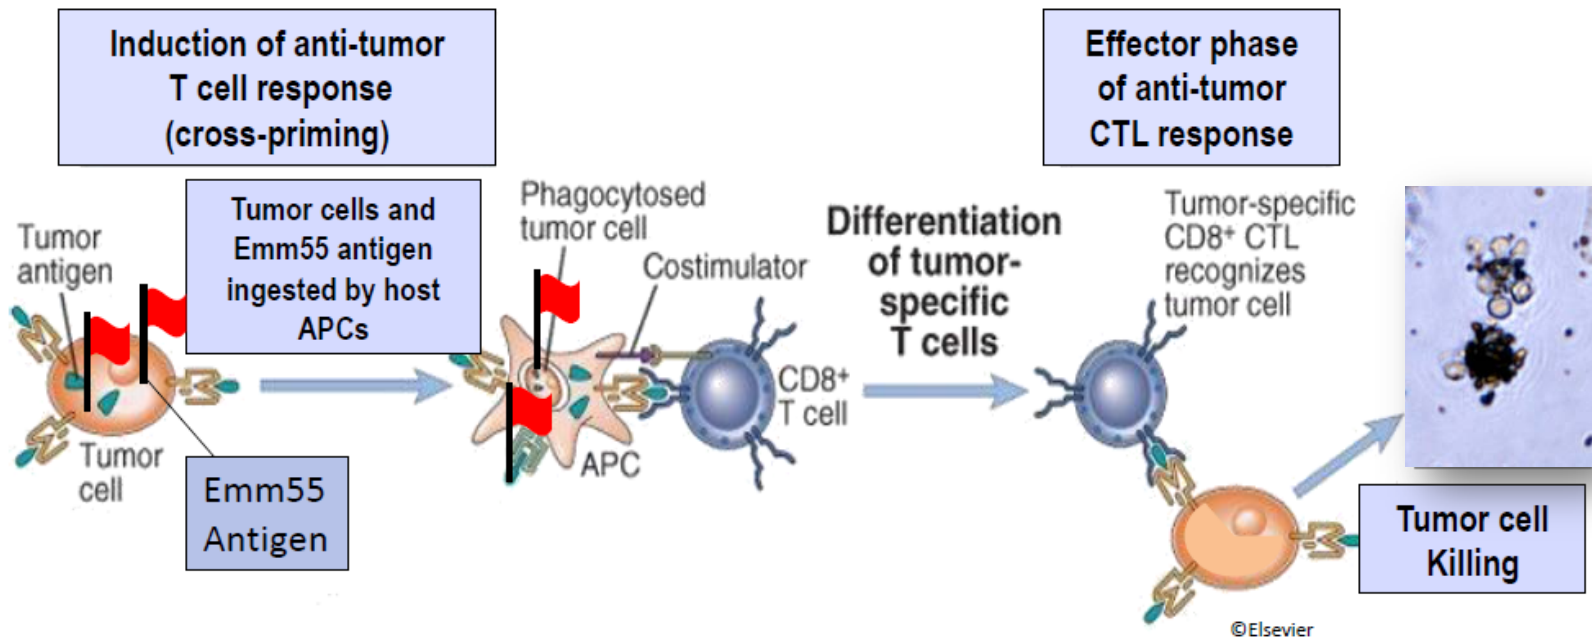 Induction of anti-tumor
T cell response
(cross-priming)
Effector phase
of anti-tumor
CTL response
Tumor cells and
Emm55 antigen
ingested by host
APCs
Tumor
antigen
Tumor
cell
Emm55
Antigen
Phagocytosed
tumor cell
Costimulator
APC
CD8⁺
T cell
Differentiation
of tumor-
specific
T cells
Tumor-specific
CD8⁺ CTL
recognizes
tumor cell
Tumor cell
Killing
©Elsevier